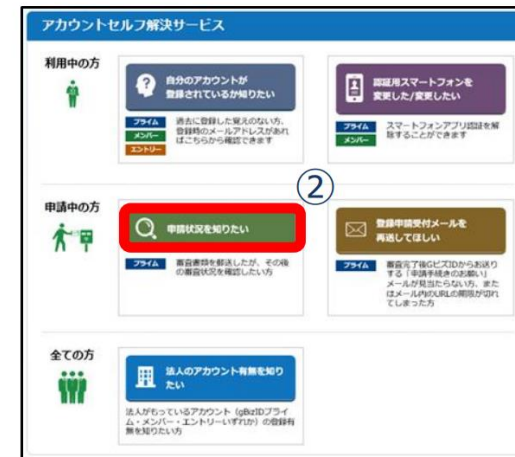 アカウントセルフ解決サービス
利用中の方
自分のアカウントが
登録されているか知りたい
プライム
メンバー
エントリー
過去に登録した覚えのない方、
登録時のメールアドレスがあれ
ばこちらから確認できます
認証用スマートフォンを
変更した/変更したい
プライム
メンバー
スマートフォンアプリ認証を解
除することができます
②
申請中の方
申請状況を知りたい
プライム
審査書類を郵送したが、その後
の審査状況を確認したい方
登録申請受付メールを
再送してほしい
プライム
審査完了後GビズIDからお送り
する「申請手続きのお願い」
メールが見当たらない方、また
はメール内のURLの期限が切れ
てしまった方
全ての方
法人のアカウント有無を知り
たい
法人がもっているアカウント（gBizIDプライ
ム・メンバー・エントリーいずれか）の登録有
無を知りたい方